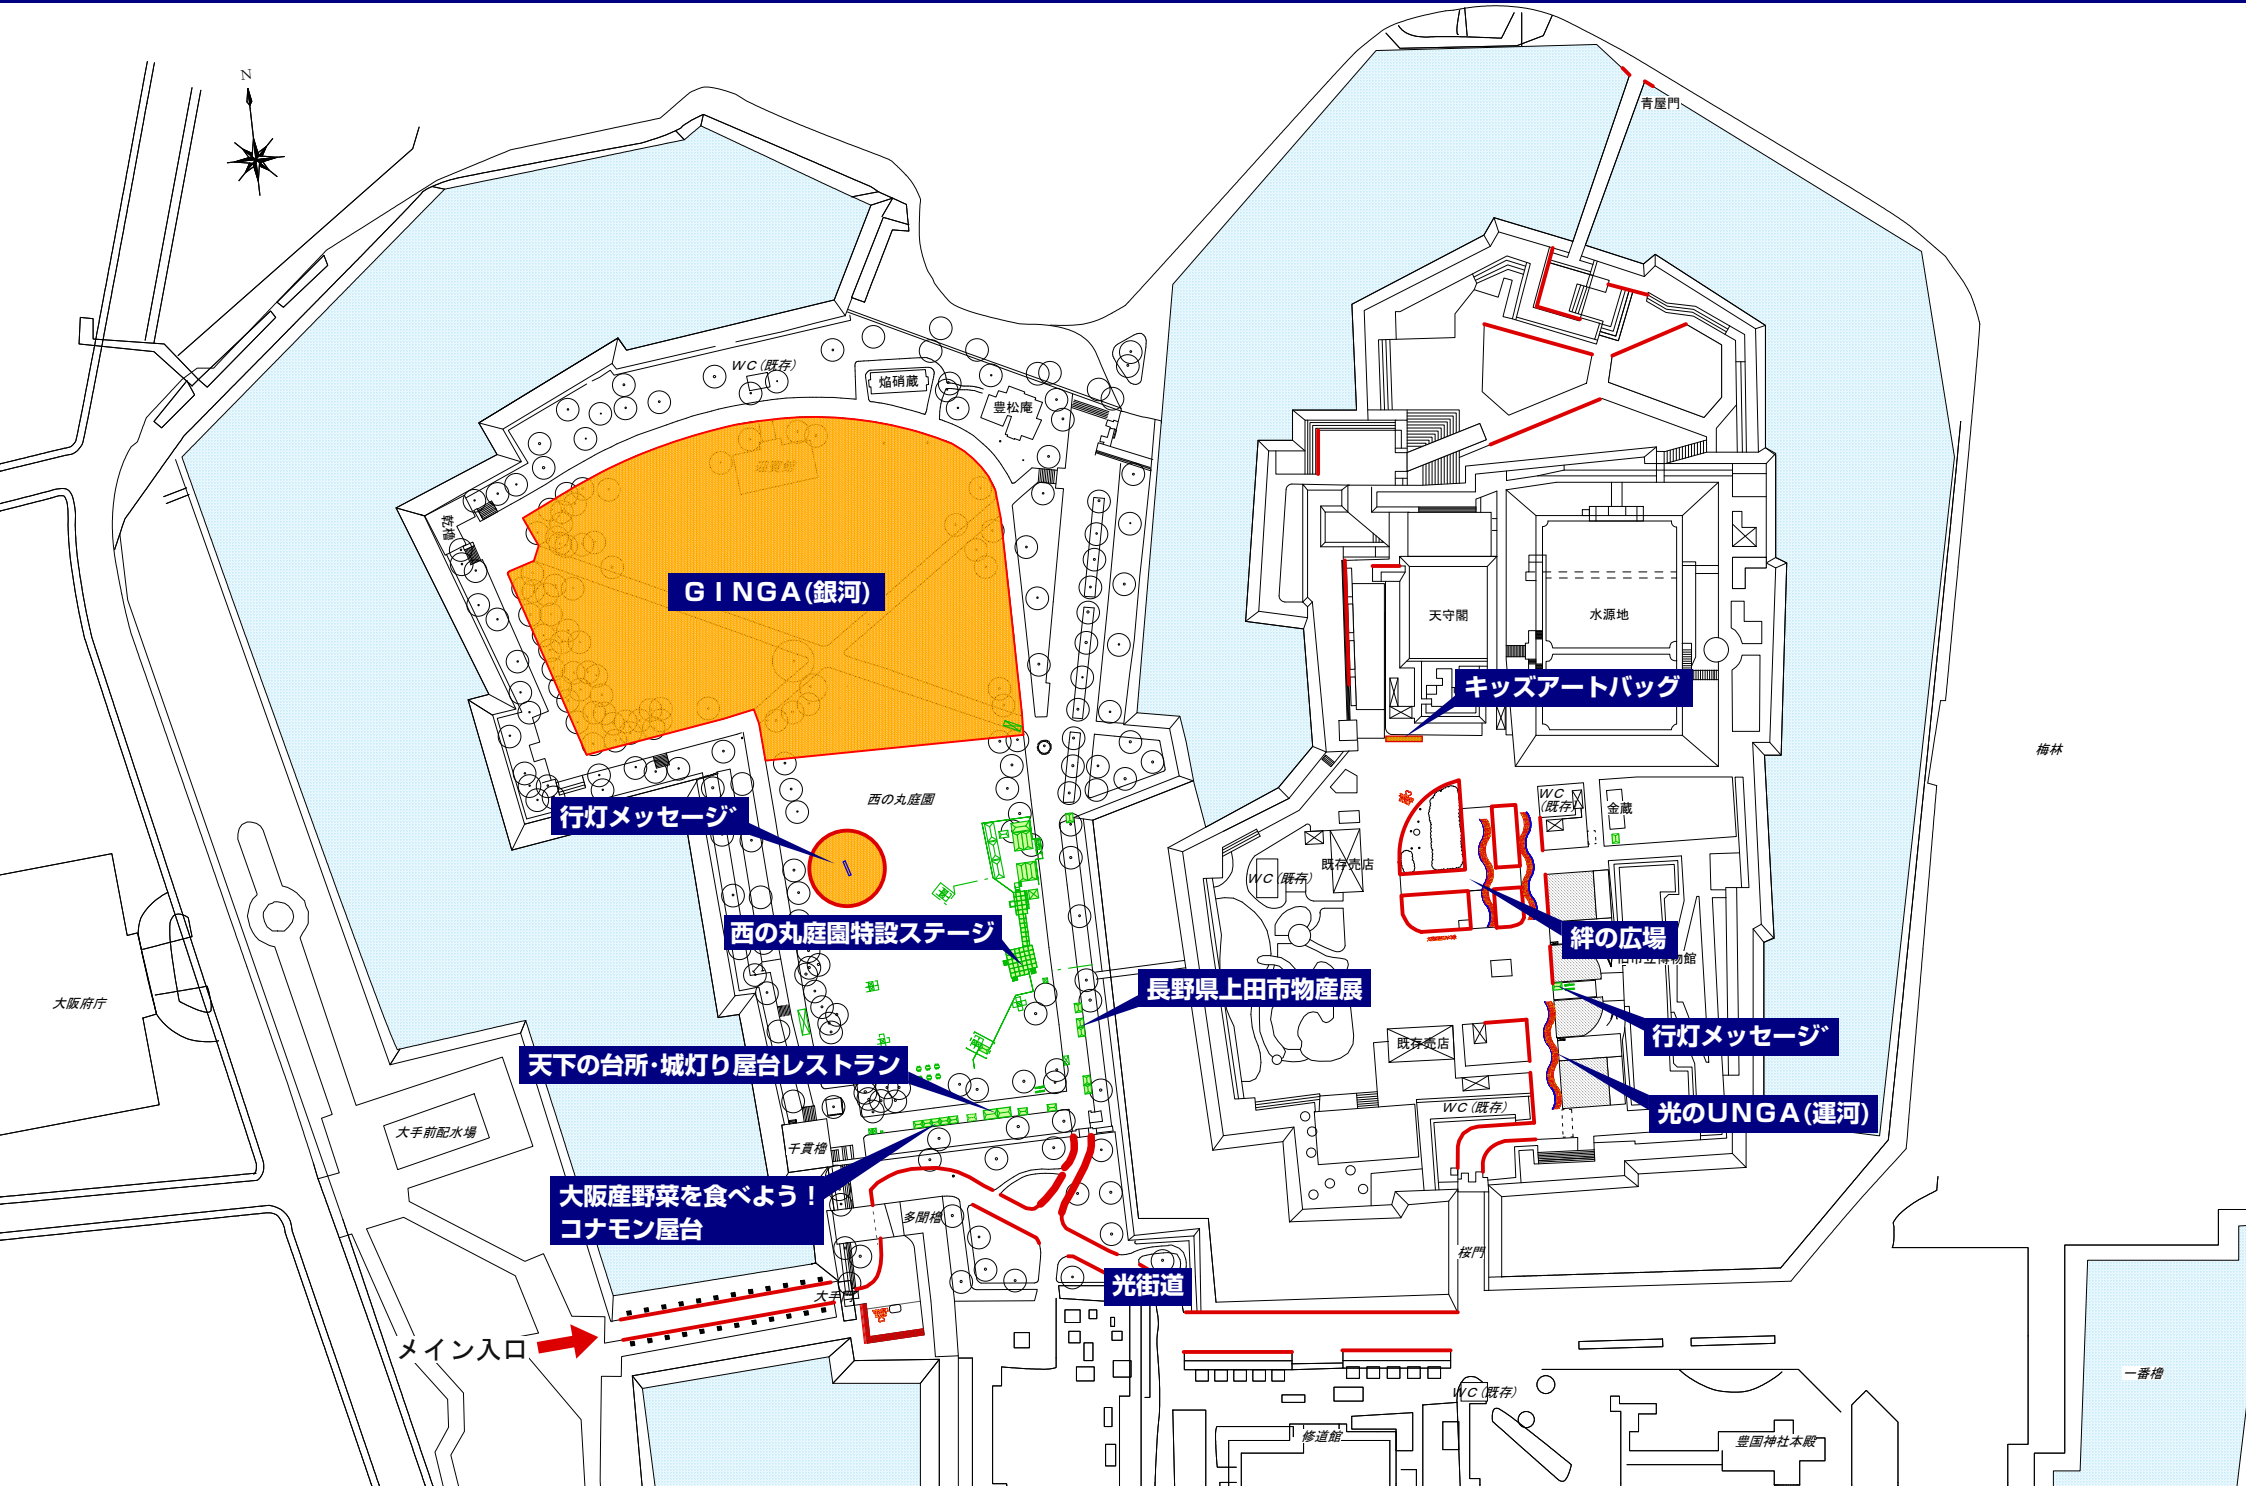 N
青屋門
WC(既存)
焔硝蔵
豊松庵
乾櫓
GINGA(銀河)
天守閣
水源地
キッズアートバッグ
梅林
西の丸庭園
行灯メッセージ
WC
(既存)
金蔵
既存売店
WC(既存)
西の丸庭園特設ステージ
絆の広場
長野県上田市物産展
大阪府庁
行灯メッセージ
既存売店
天下の台所・城灯り屋台レストラン
WC(既存)
光のUNGA(運河)
大手前配水場
千貫櫓
大阪産野菜を食べよう！
コナモン屋台
多聞櫓
桜門
光街道
大手門
メイン入口
一番櫓
WC(既存)
修道館
豊国神社本殿